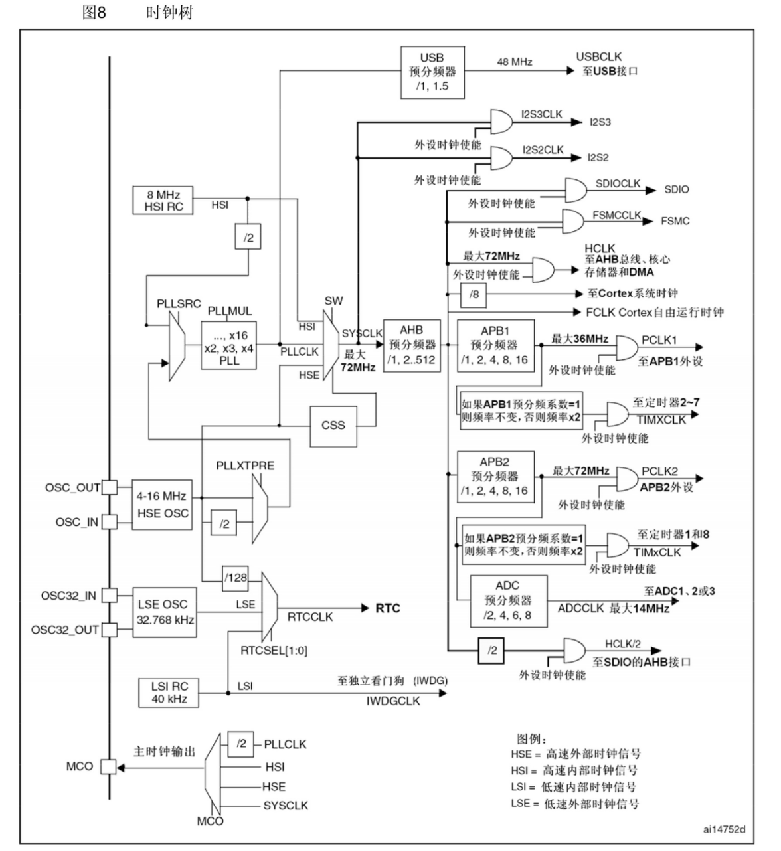 图8 时钟树
USB
预分频器
/1, 1.5
48 MHz
USBCLK
至USB接口
I2S3CLK
I2S3
外设时钟使能
I2S2CLK
I2S2
外设时钟使能
8 MHz
HSI RC
HSI
/2
SDIOCLK
SDIO
外设时钟使能
FSMCCLK
FSMC
外设时钟使能
最大72MHz
外设时钟使能
HCLK
至AHB总线、核心
存储器和DMA
/8
至Cortex系统时钟
FCLK Cortex自由运行时钟
PLLSRC
PLLMUL
..., x16
x2, x3, x4
PLL
SW
HSI
PLLCLK
HSE
SYSCLK
最大
72MHz
AHB
预分频器
/1, 2..512
APB1
预分频器
/1, 2, 4, 8, 16
最大36MHz
外设时钟使能
PCLK1
至APB1外设
如果APB1预分频系数=1
则频率不变，否则频率x2
至定时器2~7
TIMXCLK
外设时钟使能
CSS
PLLXTPRE
OSC_OUT
OSC_IN
4-16 MHz
HSE OSC
/2
APB2
预分频器
/1, 2, 4, 8, 16
最大72MHz
外设时钟使能
PCLK2
APB2外设
如果APB2预分频系数=1
则频率不变，否则频率x2
至定时器1和8
TIMxCLK
外设时钟使能
ADC
预分频器
/2, 4, 6, 8
至ADC1、2或3
ADCCLK 最大14MHz
/128
OSC32_IN
OSC32_OUT
LSE OSC
32.768 kHz
LSE
RTCCLK
RTC
RTCSEL[1:0]
/2
HCLK/2
至SDIO的AHB接口
外设时钟使能
LSI RC
40 kHz
LSI
至独立看门狗 (IWDG)
IWDGCLK
MCO
主时钟输出
/2
PLLCLK
HSI
HSE
SYSCLK
MCO
图例：
HSE = 高速外部时钟信号
HSI = 高速内部时钟信号
LSI = 低速内部时钟信号
LSE = 低速外部时钟信号
ai14752d